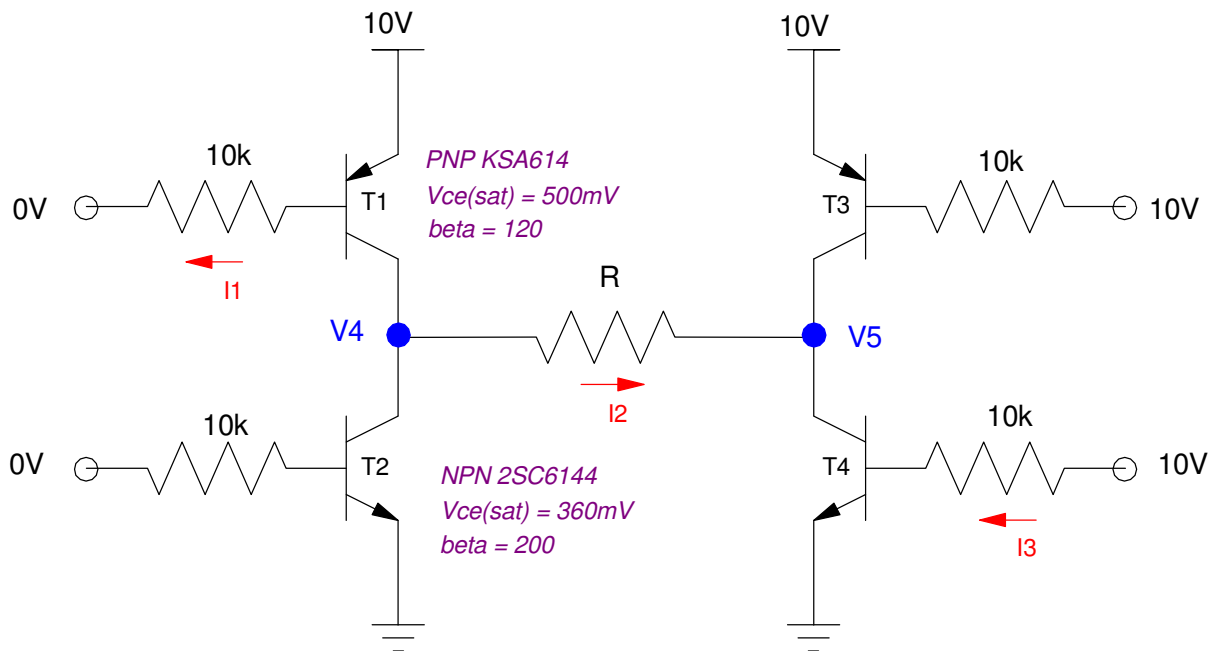 10V
10V
10k
PNP KSA614
Vce(sat) = 500mV
beta = 120
10k
0V
T1
T3
10V
I1
R
V4
V5
I2
10k
10k
0V
T2
NPN 2SC6144
Vce(sat) = 360mV
beta = 200
T4
10V
I3